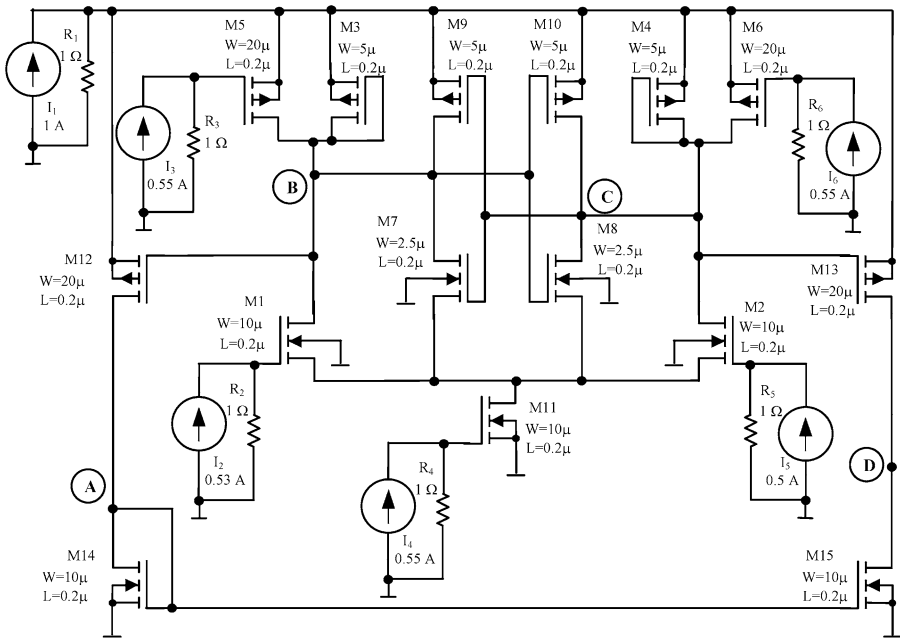 M5
W=20µ
L=0.2µ
M3
W=5µ
L=0.2µ
M9
W=5µ
L=0.2µ
M10
W=5µ
L=0.2µ
M4
W=5µ
L=0.2µ
M6
W=20µ
L=0.2µ
R1
1 Ω
I1
1 A
R3
1 Ω
I3
0.55 A
R6
1 Ω
I6
0.55 A
B
C
M7
W=2.5µ
L=0.2µ
M8
W=2.5µ
L=0.2µ
M12
W=20µ
L=0.2µ
M13
W=20µ
L=0.2µ
M1
W=10µ
L=0.2µ
M2
W=10µ
L=0.2µ
R2
1 Ω
I2
0.53 A
M11
W=10µ
L=0.2µ
R5
1 Ω
I5
0.5 A
R4
1 Ω
I4
0.55 A
A
D
M14
W=10µ
L=0.2µ
M15
W=10µ
L=0.2µ